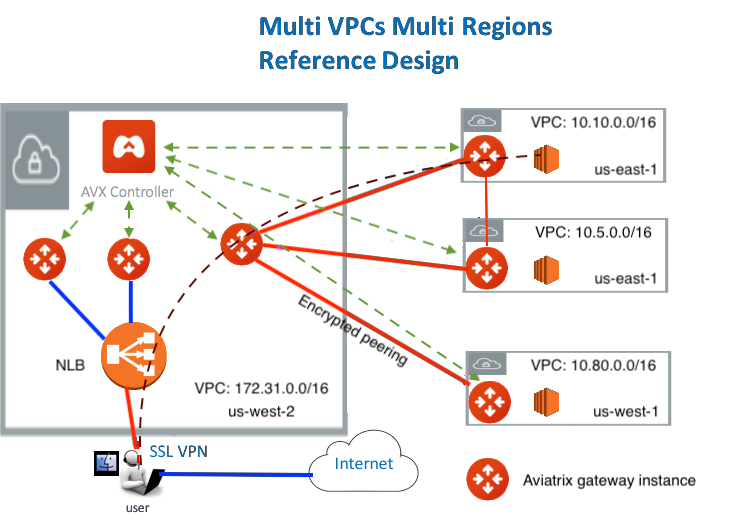 Multi VPCs Multi Regions
Reference Design
AVX Controller
VPC: 10.10.0.0/16
us-east-1
VPC: 10.5.0.0/16
us-east-1
Encrypted peering
NLB
VPC: 172.31.0.0/16
us-west-2
VPC: 10.80.0.0/16
us-west-1
SSL VPN
Internet
user
Aviatrix gateway instance